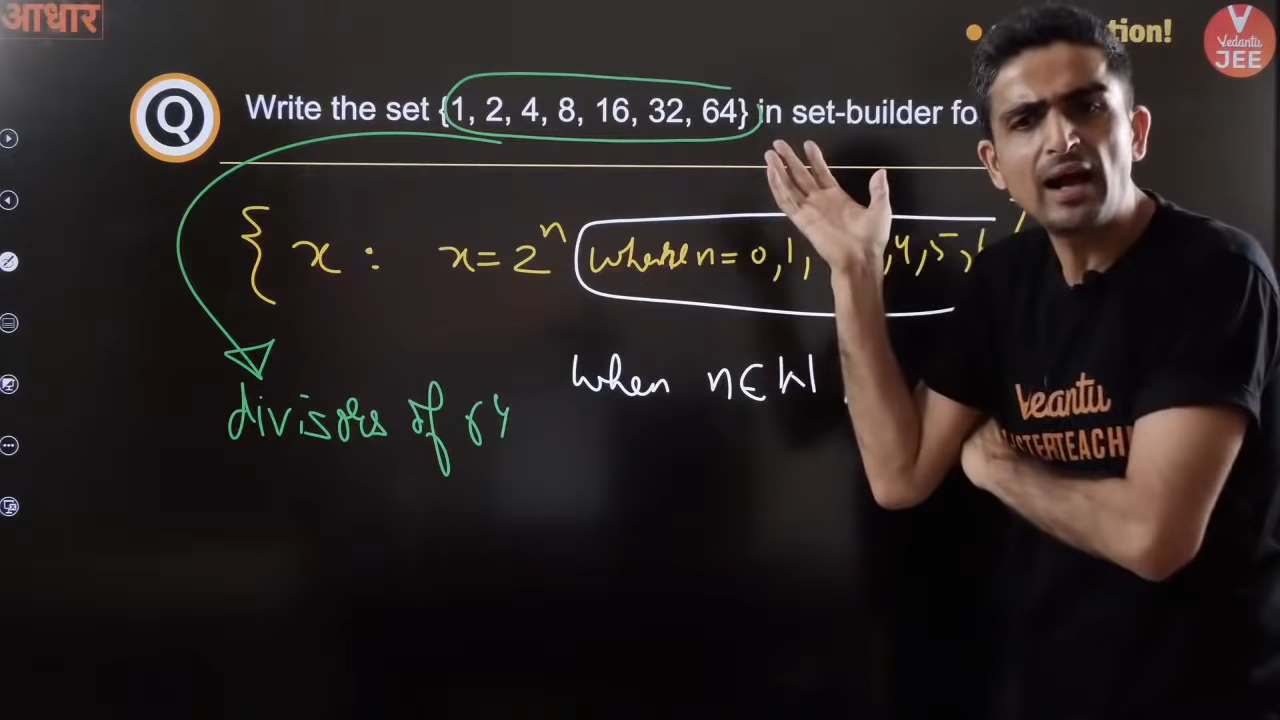 आधार
tion!
Vedantu
JEE
Q
Write the set {1, 2, 4, 8, 16, 32, 64} in set-builder fo
{ x : x = 2ⁿ where n = 0, 1, 4, 5,
when n ∈ W
divisors of 64
Vedantu